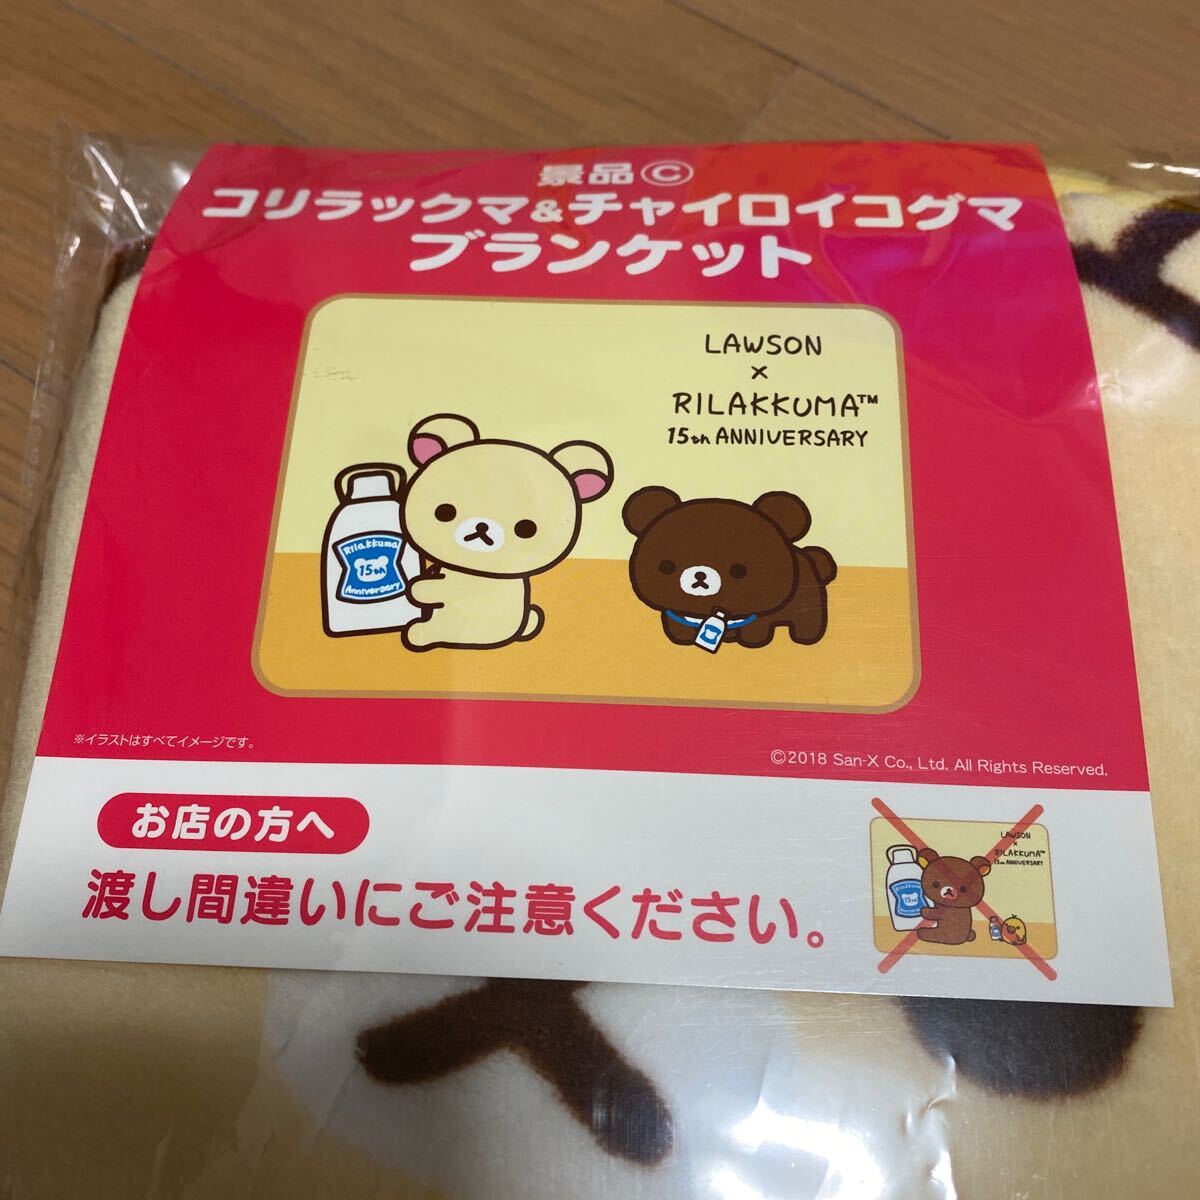 景品Ⓒ
コリラックマ&チャイロイコグマ
ブランケット
LAWSON
×
RILAKKUMA™
15th ANNIVERSARY
Rilakkuma
15th
Anniversary
※イラストはすべてイメージです。
©2018 San-X Co., Ltd. All Rights Reserved.
お店の方へ
渡し間違いにご注意ください。
LAWSON
×
RILAKKUMA™
15th ANNIVERSARY
Rilakkuma
15th
Anniversary